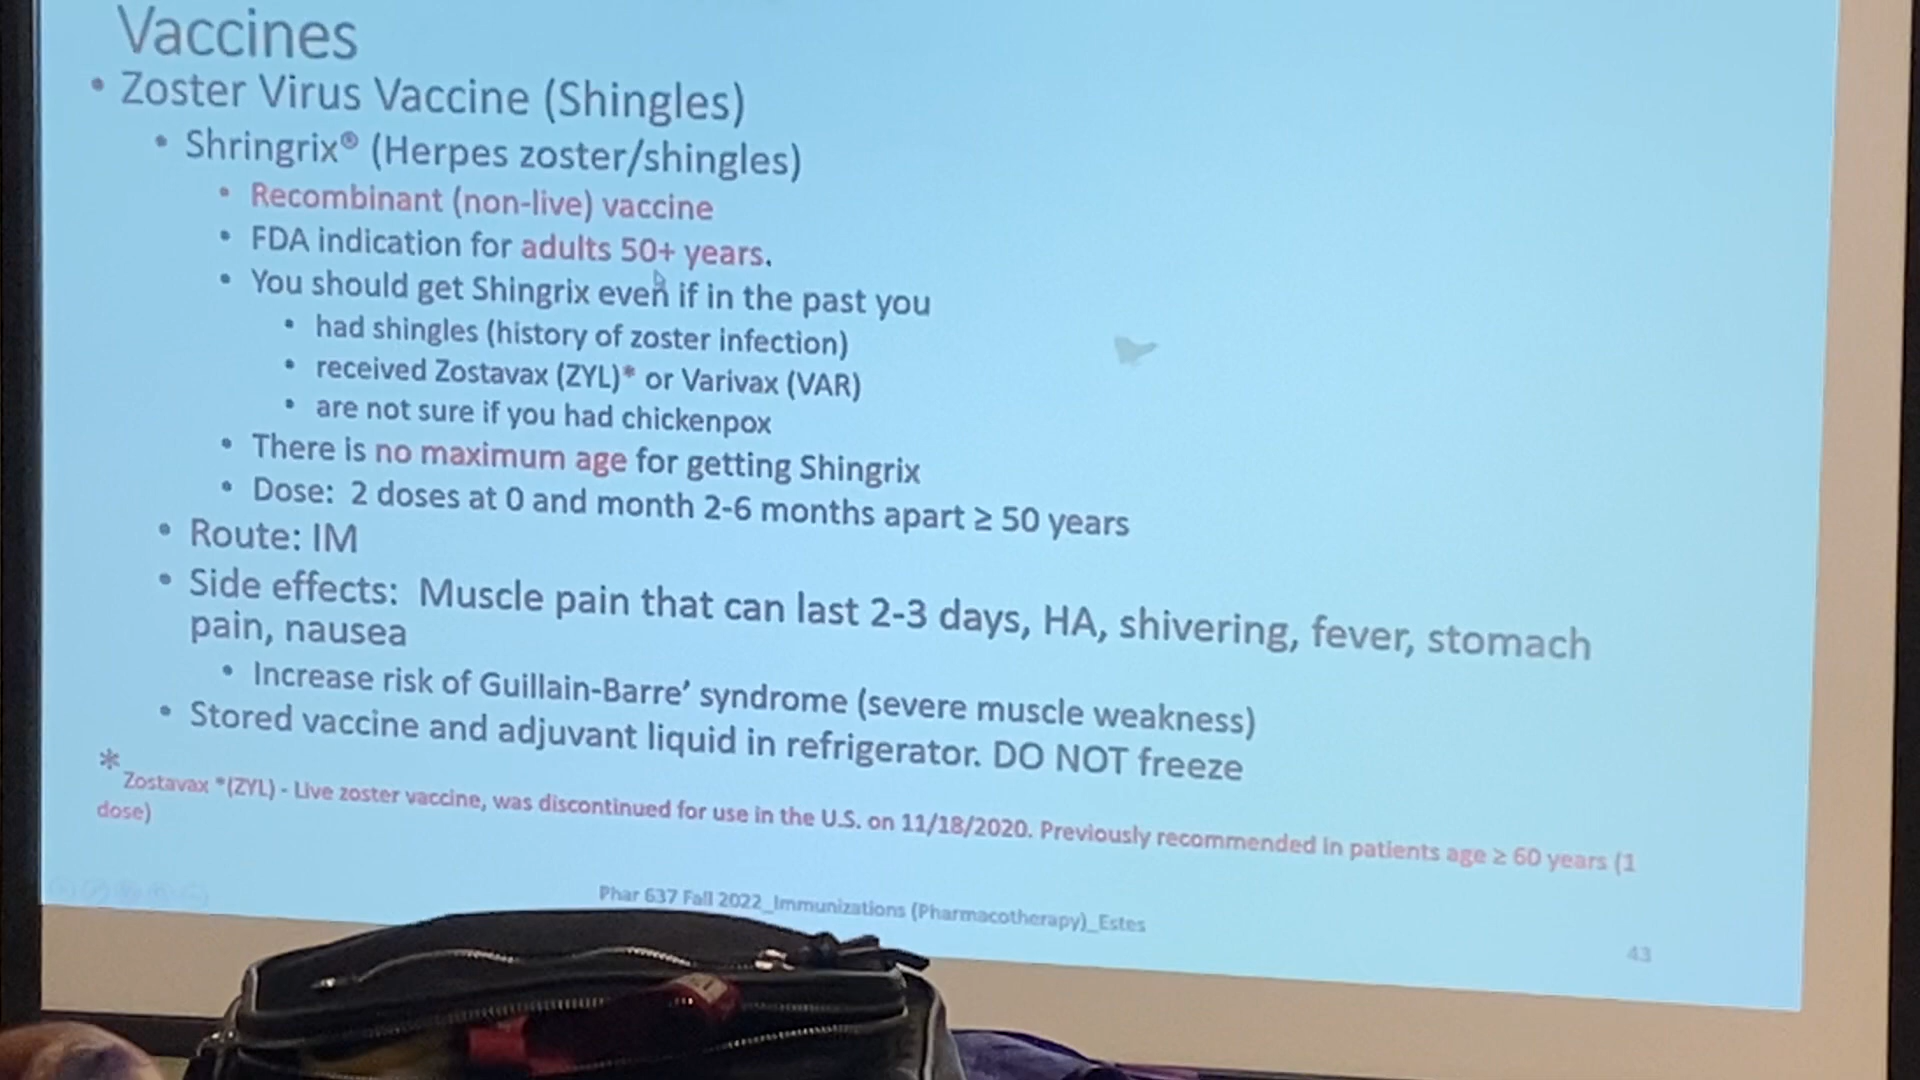 Vaccines
• Zoster Virus Vaccine (Shingles)
• Shringrix® (Herpes zoster/shingles)
• Recombinant (non-live) vaccine
• FDA indication for adults 50+ years.
• You should get Shingrix even if in the past you
• had shingles (history of zoster infection)
• received Zostavax (ZYL)* or Varivax (VAR)
• are not sure if you had chickenpox
• There is no maximum age for getting Shingrix
• Dose: 2 doses at 0 and month 2-6 months apart ≥ 50 years
• Route: IM
• Side effects: Muscle pain that can last 2-3 days, HA, shivering, fever, stomach
pain, nausea
• Increase risk of Guillain-Barre’ syndrome (severe muscle weakness)
• Stored vaccine and adjuvant liquid in refrigerator. DO NOT freeze
* Zostavax *(ZYL) - Live zoster vaccine, was discontinued for use in the U.S. on 11/18/2020. Previously recommended in patients age ≥ 60 years (1
dose)
Phar 637 Fall 2022_Immunizations (Pharmacotherapy)_Estes
43